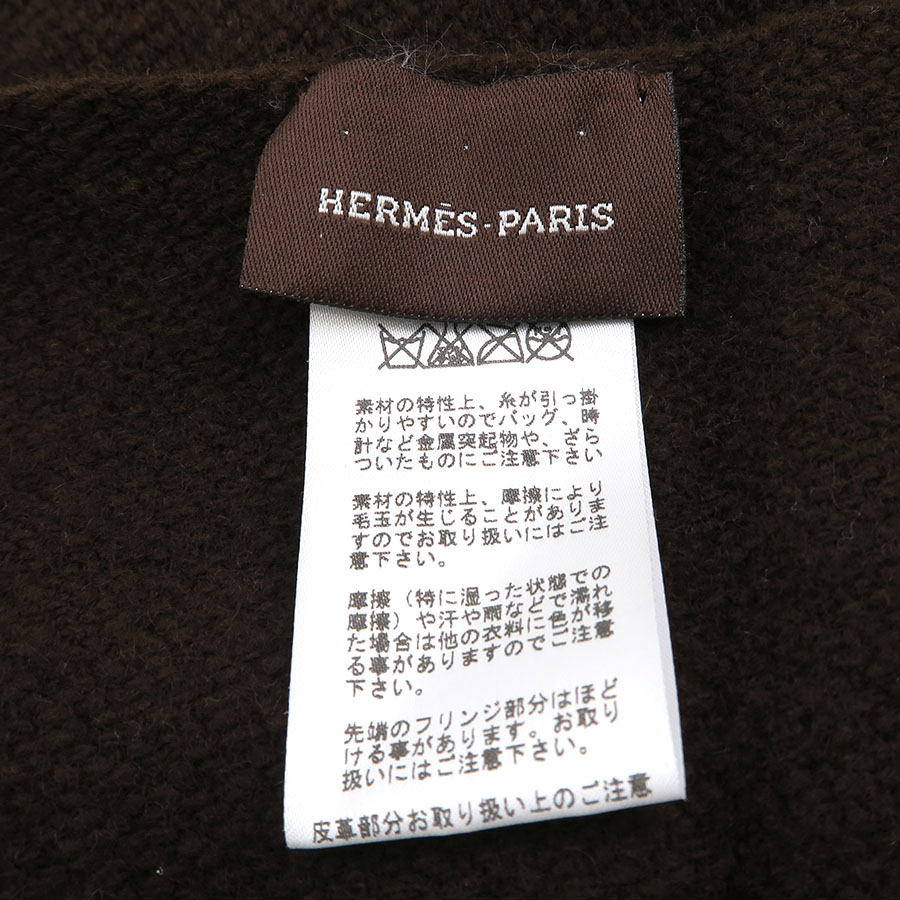 HERMĒS-PARIS
素材の特性上、糸が引っ掛
かりやすいのでバッグ、時
計など金属突起物や、ざら
ついたものにご注意下さい
素材の特性上、摩擦により
毛玉が生じることがありま
すのでお取り扱いにはご注
意下さい。
摩擦（特に湿った状態での
摩擦）や汗や雨などで濡れ
た場合は他の衣料に色が移
る事がありますのでご注意
下さい。
先端のフリンジ部分はほど
ける事があります。お取り
扱いにはご注意下さい。
皮革部分お取り扱い上のご注意